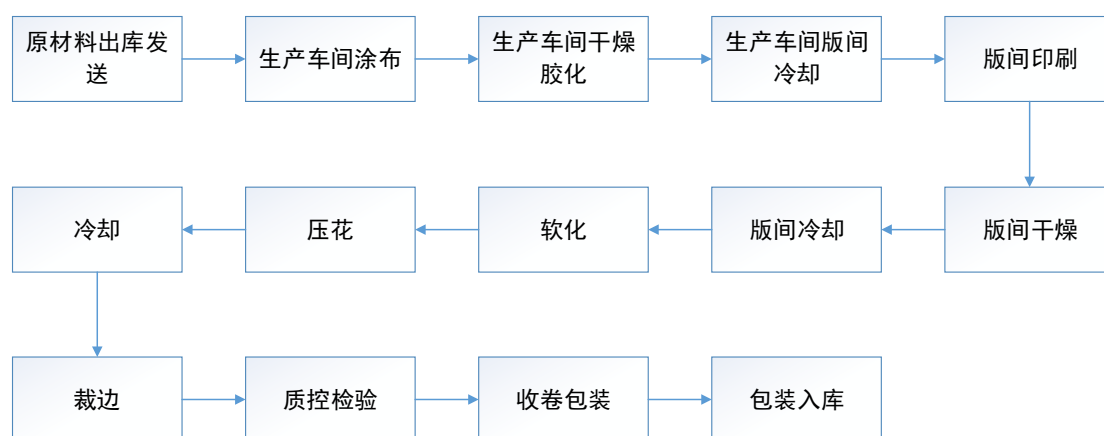 原材料出库发
送
生产车间涂布
生产车间干燥
胶化
生产车间版间
冷却
版间印刷
版间干燥
版间冷却
软化
压花
冷却
裁边
质控检验
收卷包装
包装入库